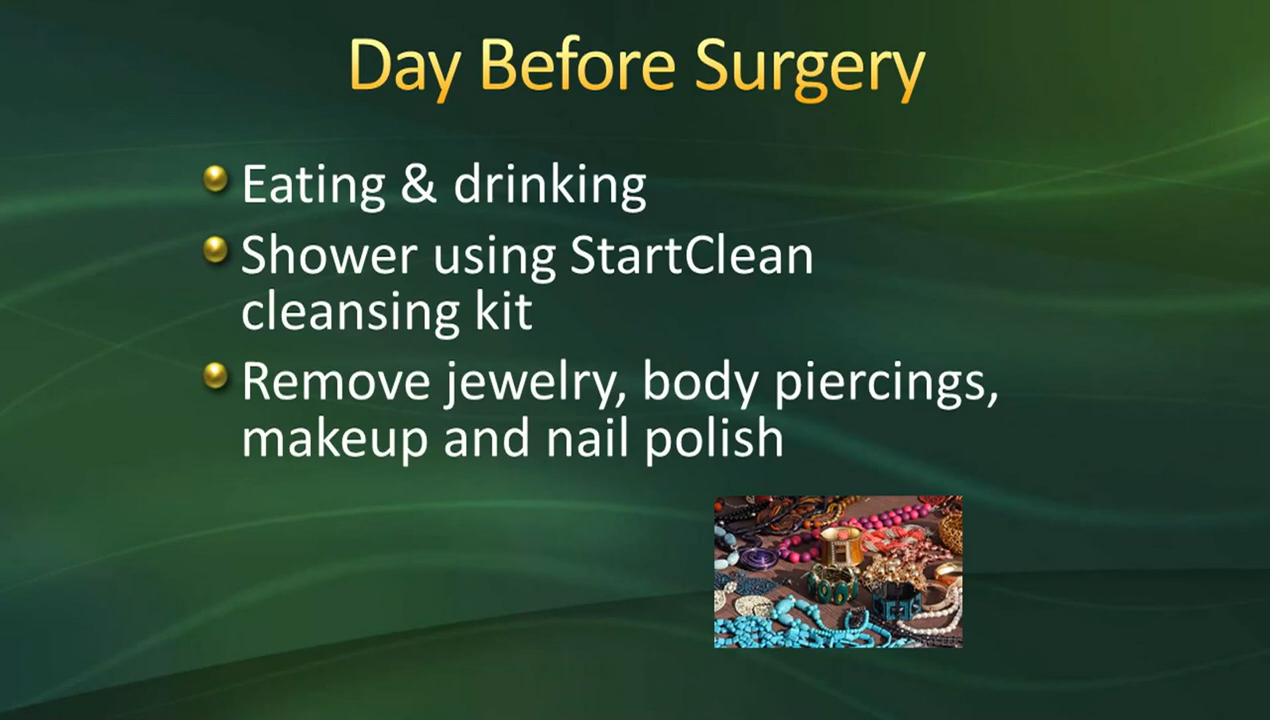 Day Before Surgery
Eating & drinking
Shower using StartClean
cleansing kit
Remove jewelry, body piercings,
makeup and nail polish